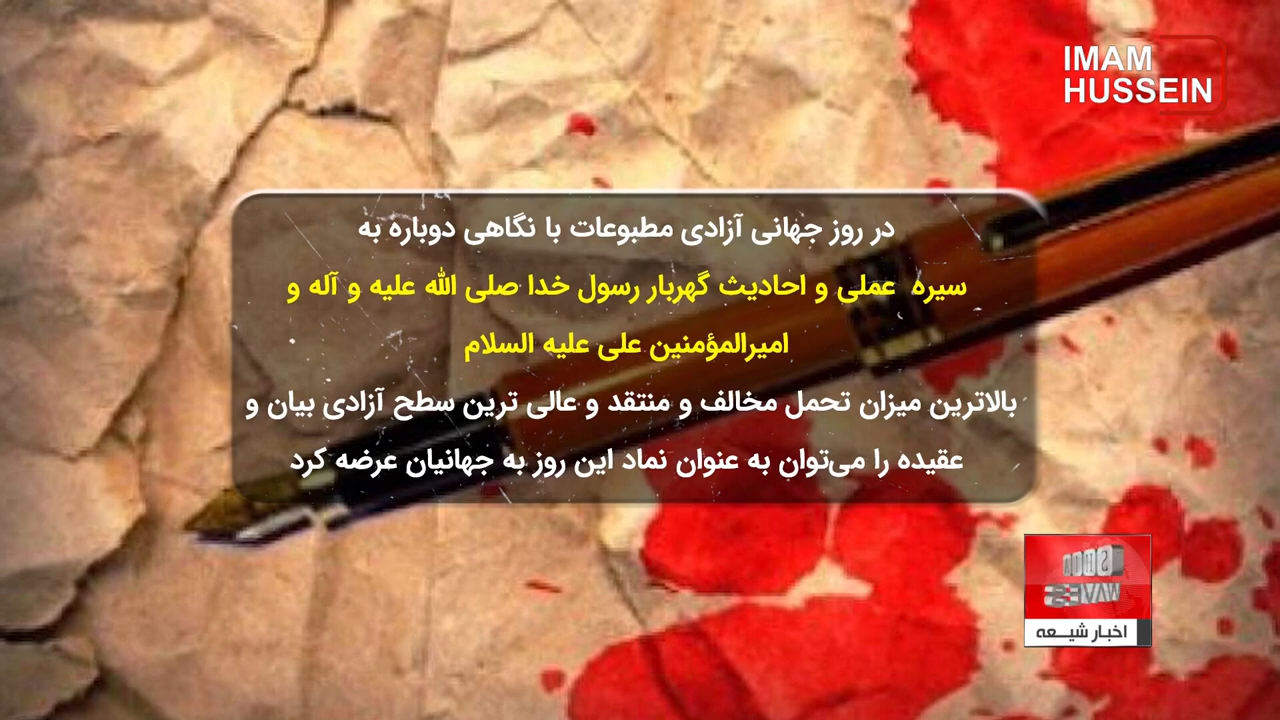 IMAM
HUSSEIN
در روز جهانی آزادی مطبوعات با نگاهی دوباره به
سیره عملی و احادیث گهربار رسول خدا صلی الله علیه و آله و
امیرالمؤمنین علی علیه السلام
بالاترین میزان تحمل مخالف و منتقد و عالی ترین سطح آزادی بیان و
عقیده را می‌توان به عنوان نماد این روز به جهانیان عرضه کرد
اخبار شیـــعه